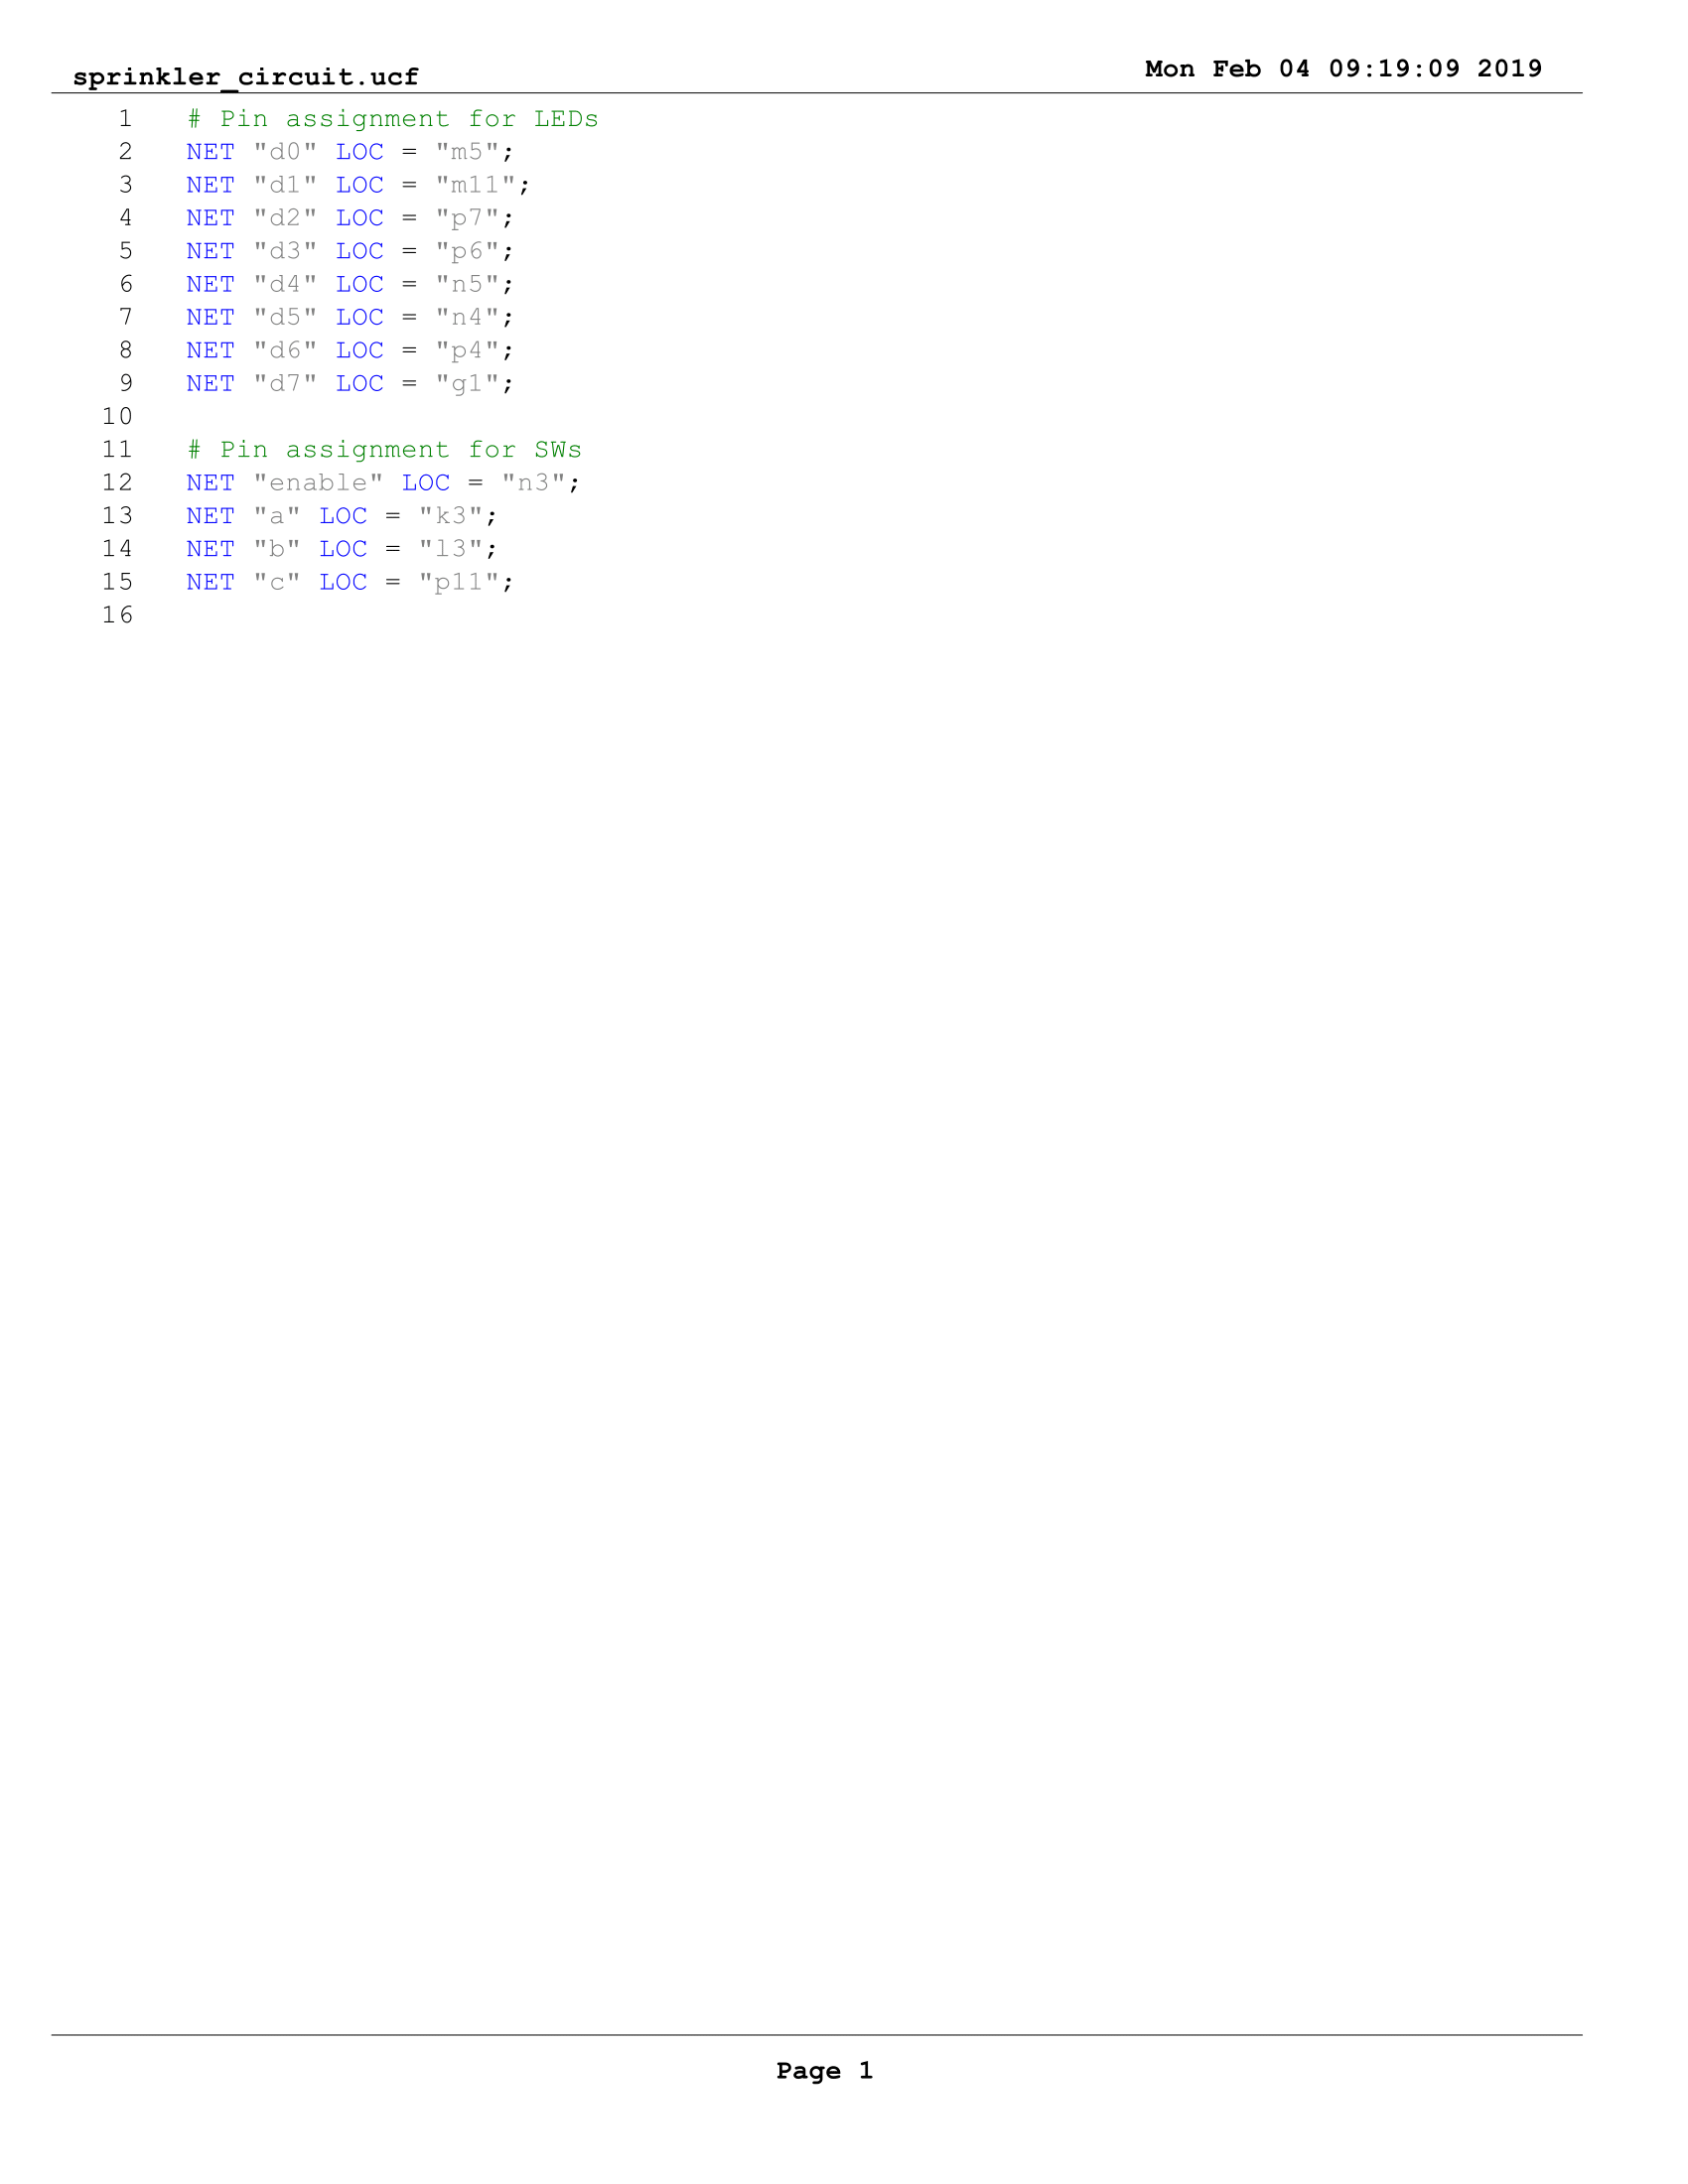 sprinkler_circuit.ucf
Mon Feb 04 09:19:09 2019
1 # Pin assignment for LEDs
2 NET "d0" LOC = "m5";
3 NET "d1" LOC = "m11";
4 NET "d2" LOC = "p7";
5 NET "d3" LOC = "p6";
6 NET "d4" LOC = "n5";
7 NET "d5" LOC = "n4";
8 NET "d6" LOC = "p4";
9 NET "d7" LOC = "g1";
10
11 # Pin assignment for SWs
12 NET "enable" LOC = "n3";
13 NET "a" LOC = "k3";
14 NET "b" LOC = "l3";
15 NET "c" LOC = "p11";
16
Page 1